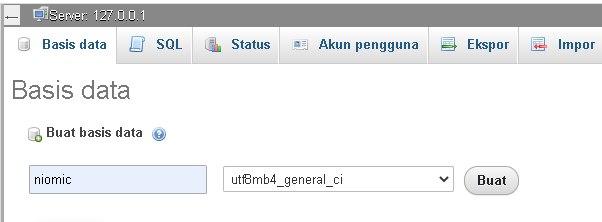 Server: 127.0.0.1
Basis data SQL Status Akun pengguna Ekspor Impor
Basis data
Buat basis data
niomic utf8mb4_general_ci Buat